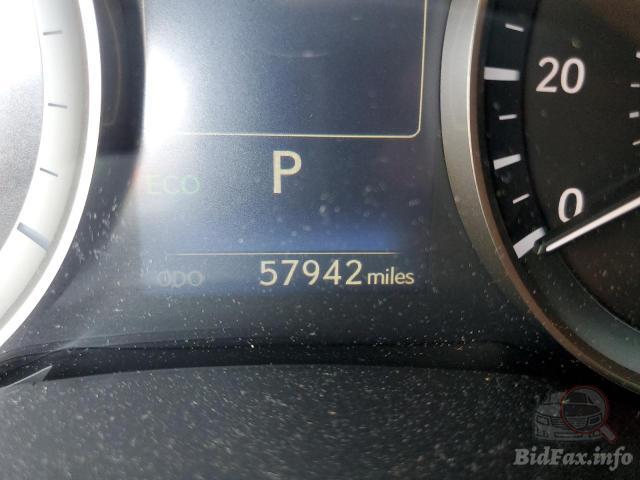 20
P
ECO
0
ODO 57942 miles
BidFax.info